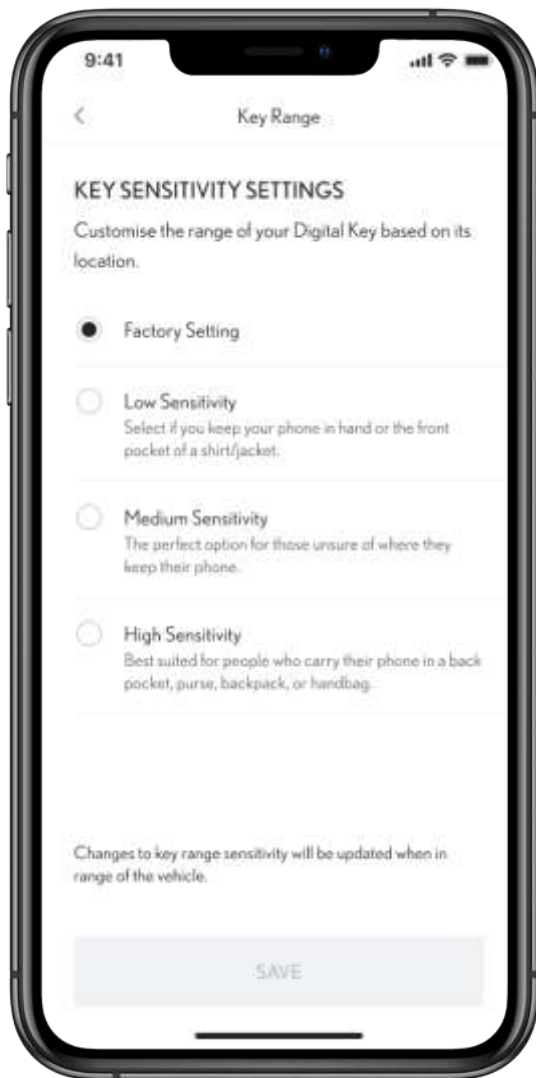 9:41
Key Range
KEY SENSITIVITY SETTINGS
Customise the range of your Digital Key based on its
location.
Factory Setting
Low Sensitivity
Select if you keep your phone in hand or the front
pocket of a shirt/jacket.
Medium Sensitivity
The perfect option for those unsure of where they
keep their phone.
High Sensitivity
Best suited for people who carry their phone in a back
pocket, purse, backpack, or handbag.
Changes to key range sensitivity will be updated when in
range of the vehicle.
SAVE